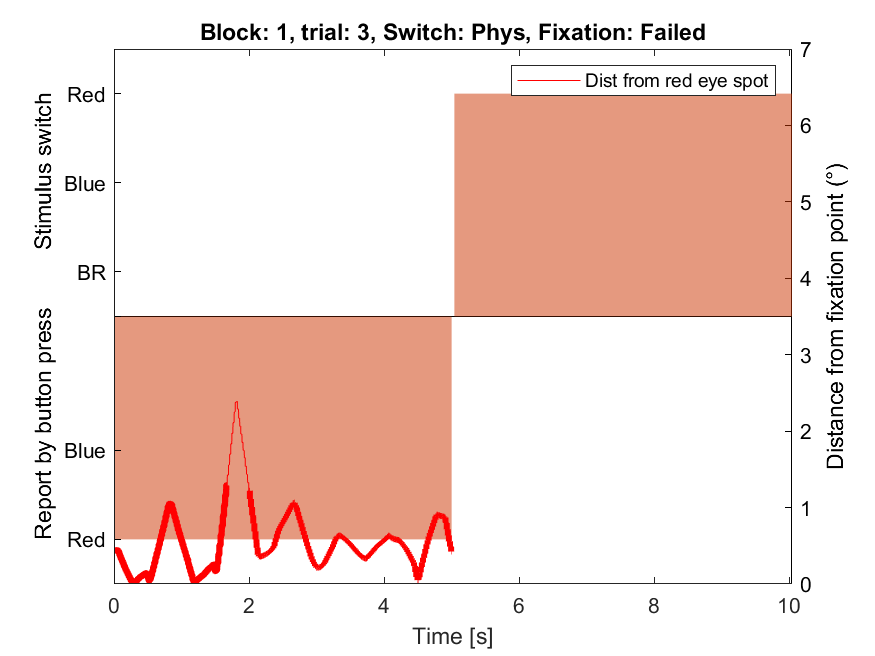 Block: 1, trial: 3, Switch: Phys, Fixation: Failed
Dist from red eye spot
Stimulus switch
Red
Blue
BR
Report by button press
Blue
Red
7
6
5
4
3
2
1
0
Distance from fixation point (°)
0 2 4 6 8 10
Time [s]